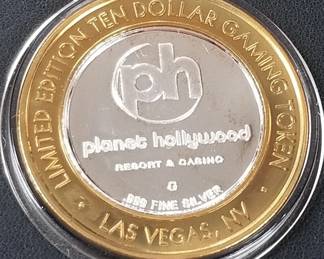 LIMITED EDITION TEN DOLLAR GAMING TOKEN
ph
planet hollywood
RESORT & CASINO
G
.999 FINE SILVER
LAS VEGAS, NV